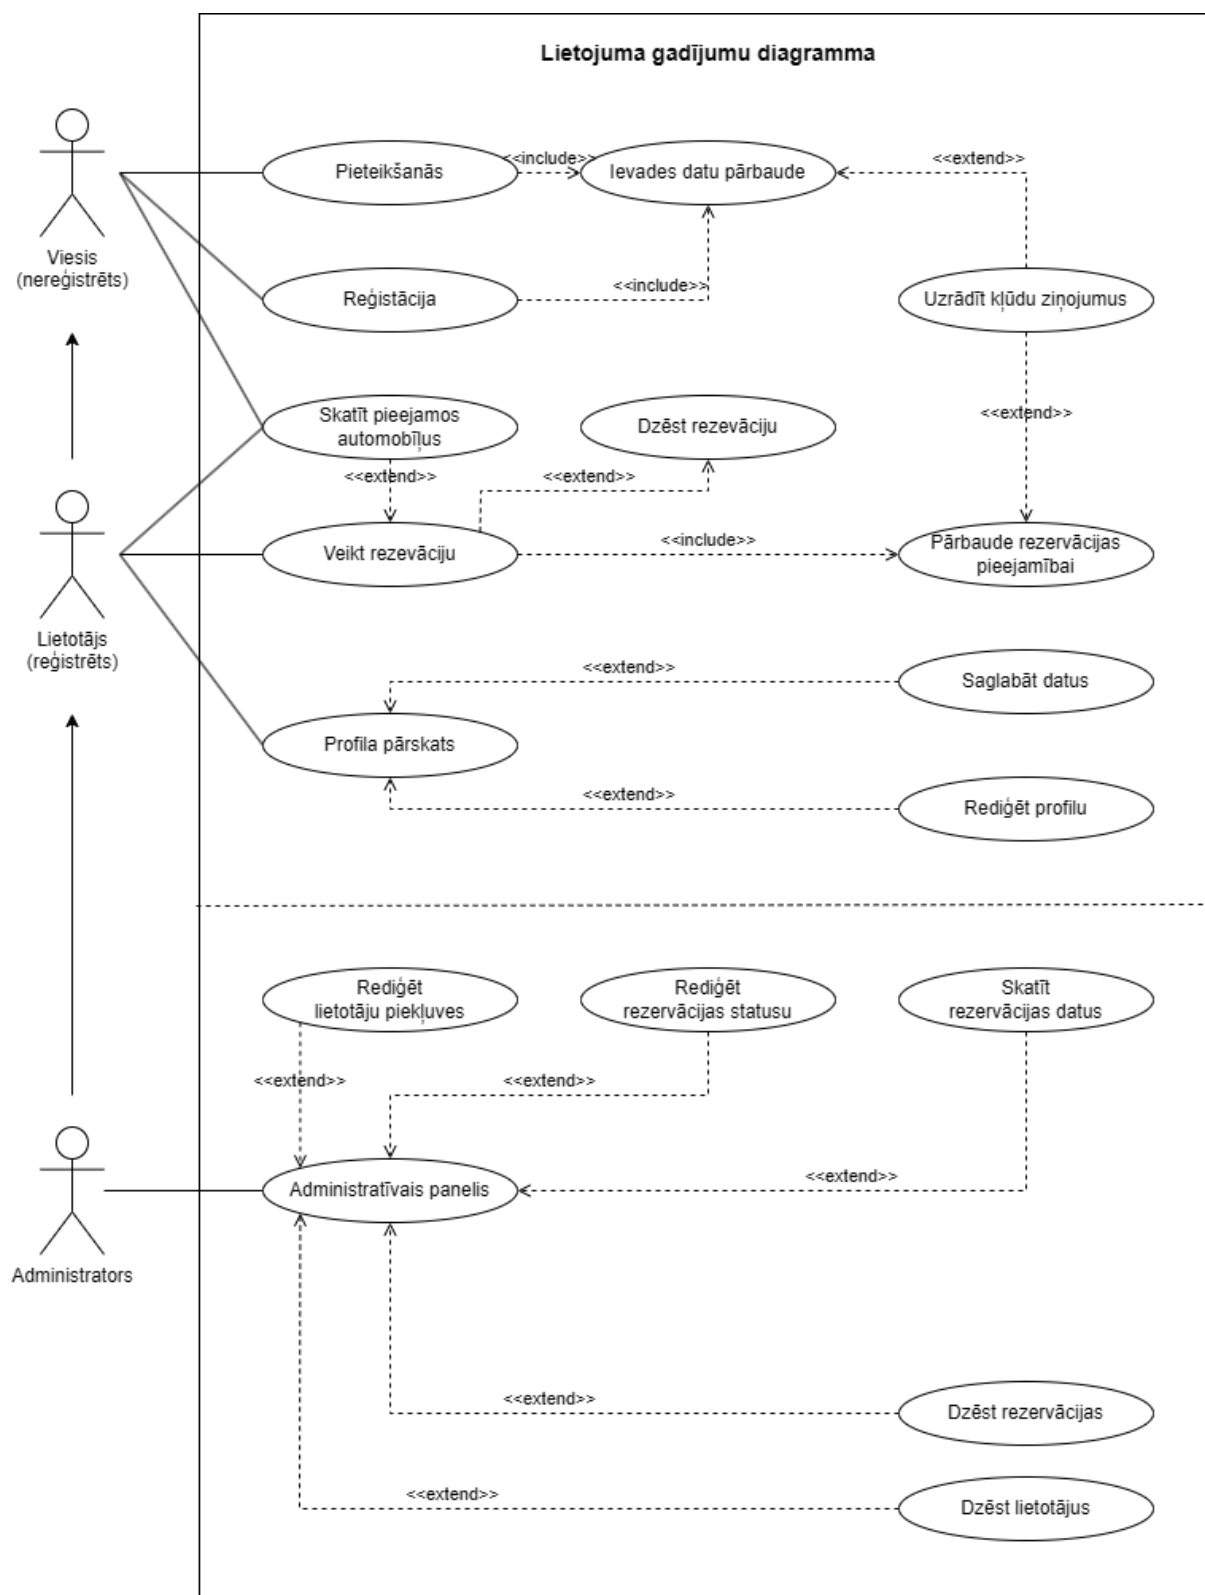 Lietojuma gadījumu diagramma
Viesis
(nereģistrēts)
Pieteikšanās
<<include>>
Ievades datu pārbaude
<<extend>>
Reģistācija
<<include>>
Uzrādīt kļūdu ziņojumus
<<extend>>
Skatīt pieejamos
automobīļus
<<extend>>
Dzēst rezevāciju
<<extend>>
Lietotājs
(reģistrēts)
Veikt rezevāciju
<<include>>
Pārbaude rezervācijas
pieejamībai
<<extend>>
Saglabāt datus
Profila pārskats
<<extend>>
Rediģēt profilu
Rediģēt
lietotāju piekļuves
Rediģēt
rezervācijas statusu
Skatīt
rezervācijas datus
<<extend>>
<<extend>>
<<extend>>
Administrators
Administratīvais panelis
<<extend>>
Dzēst rezervācijas
<<extend>>
Dzēst lietotājus